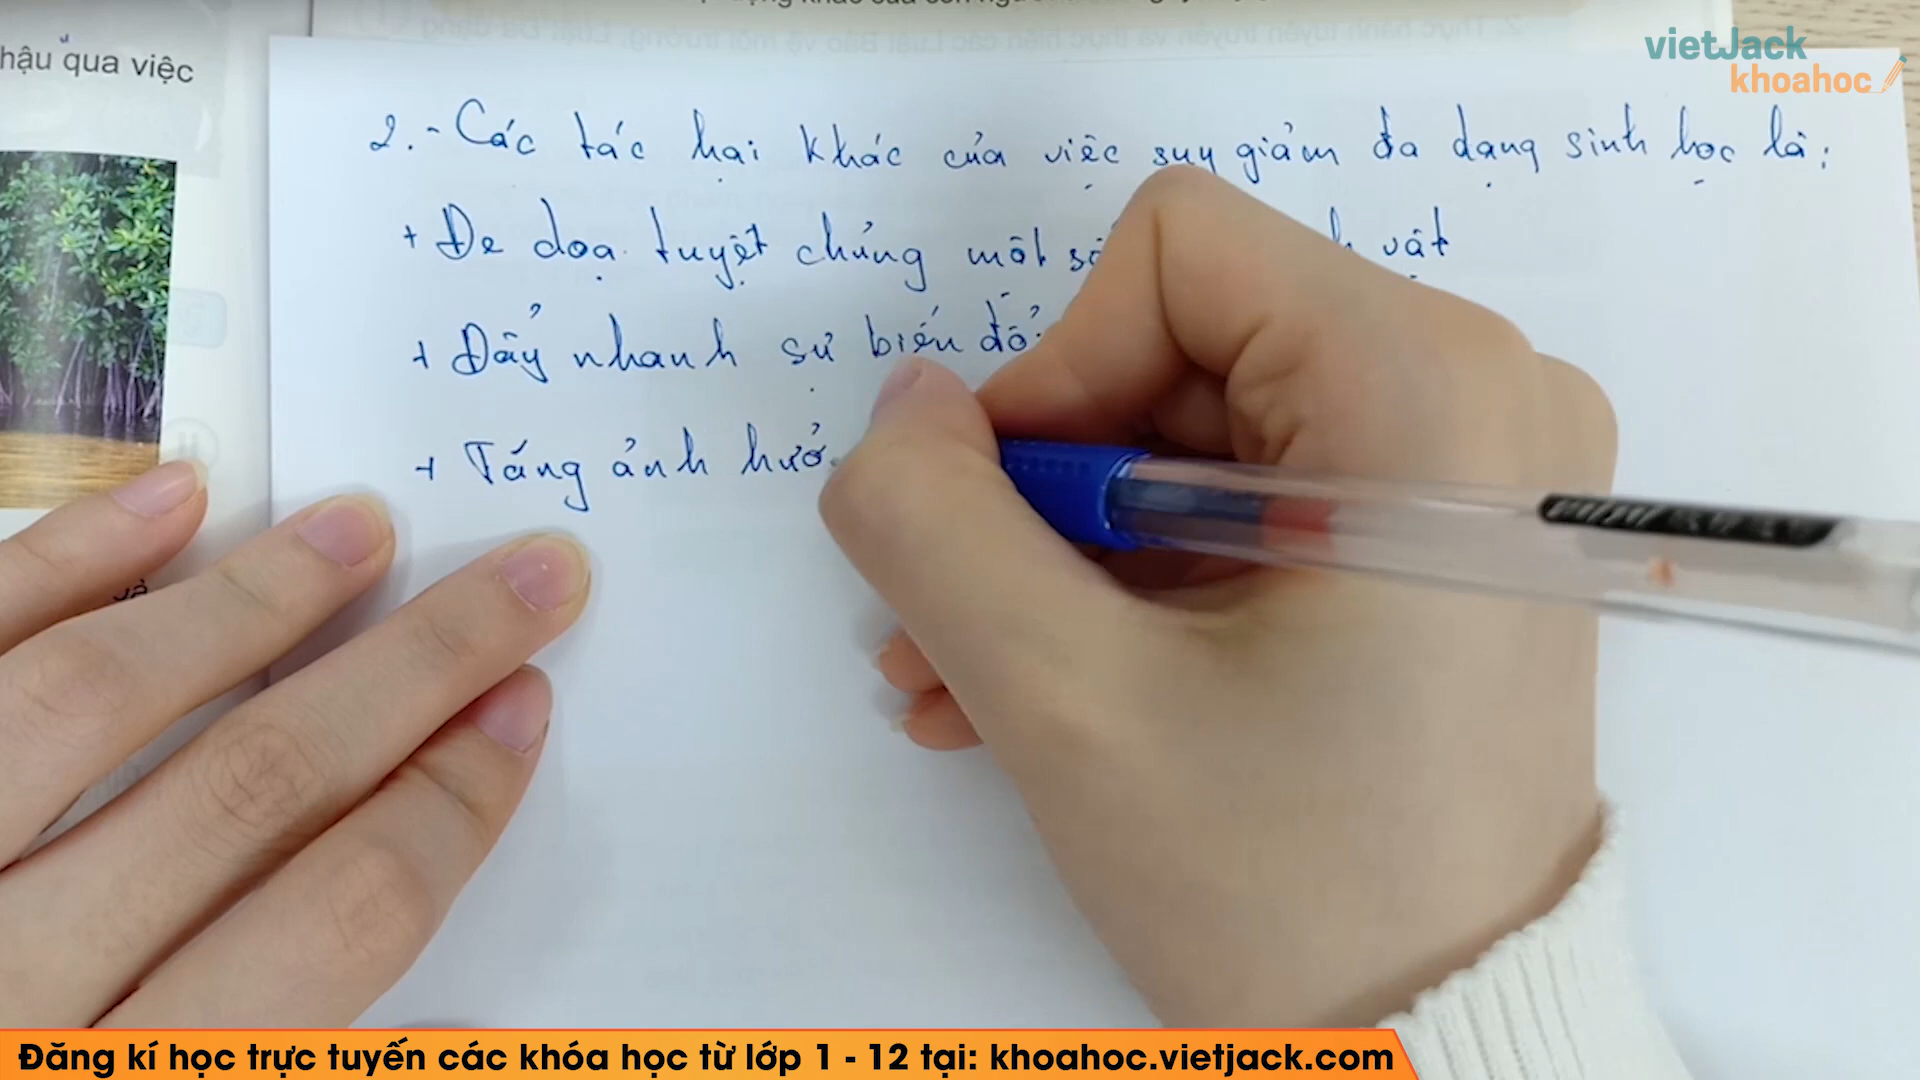 vietJack
khoahoc
hậu qua việc
2. - Các tác hại khác của việc suy giảm đa dạng sinh học là:
+ Đe doạ tuyệt chủng một số vật
+ Đẩy nhanh sự biến đổi
+ Tăng ảnh hưở
Đăng kí học trực tuyến các khóa học từ lớp 1 - 12 tại: khoahoc.vietjack.com